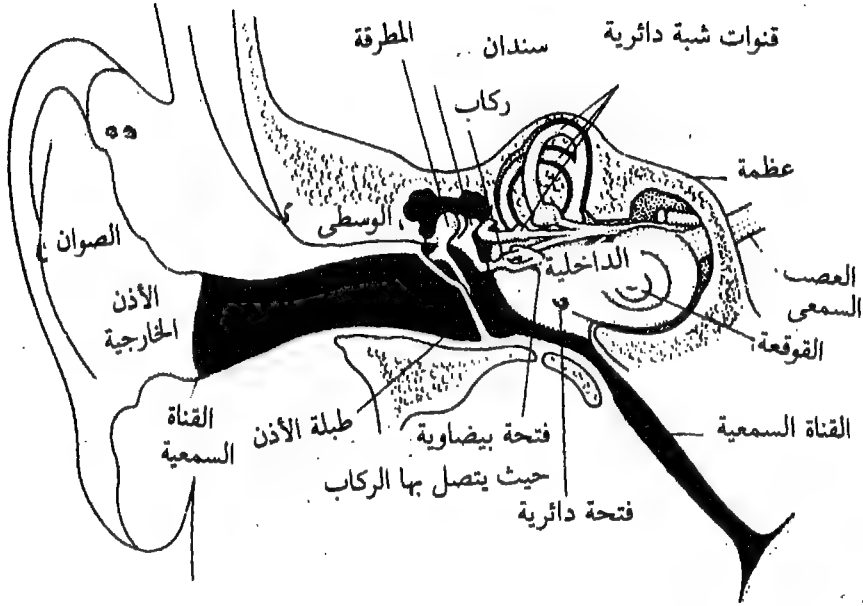 قنوات شبة دائرية
سندان
المطرقة
ركاب
عظمة
الوسطى
الصوان
الداخلية
العصب
السمعى
الأذن
الخارجية
القوقعة
القناة
السمعية
طبلة الأذن
فتحة بيضاوية
حيث يتصل بها الركاب
القناة السمعية
فتحة دائرية